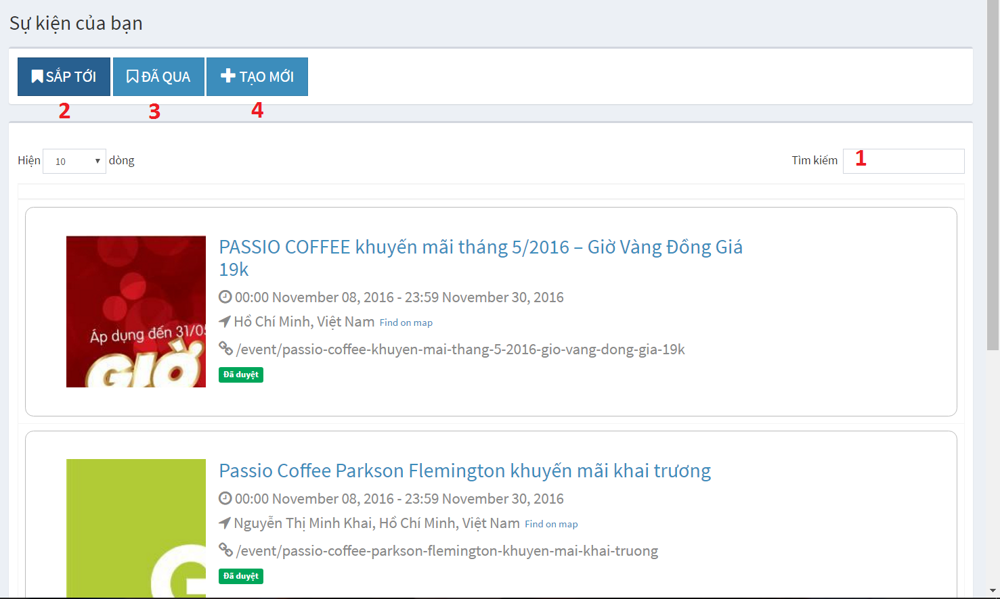 Sự kiện của bạn
SẮP TỚI ĐÃ QUA TẠO MỚI
2 3 4
Hiện 10 dòng Tìm kiếm 1
PASSIO COFFEE khuyến mãi tháng 5/2016 – Giờ Vàng Đồng Giá
19k
00:00 November 08, 2016 - 23:59 November 30, 2016
Hồ Chí Minh, Việt Nam Find on map
Áp dụng đến 31/05
/event/passio-coffee-khuyen-mai-thang-5-2016-gio-vang-dong-gia-19k
GIỜ
Đã duyệt
Passio Coffee Parkson Flemington khuyến mãi khai trương
00:00 November 08, 2016 - 23:59 November 30, 2016
Nguyễn Thị Minh Khai, Hồ Chí Minh, Việt Nam Find on map
/event/passio-coffee-parkson-flemington-khuyen-mai-khai-truong
Đã duyệt